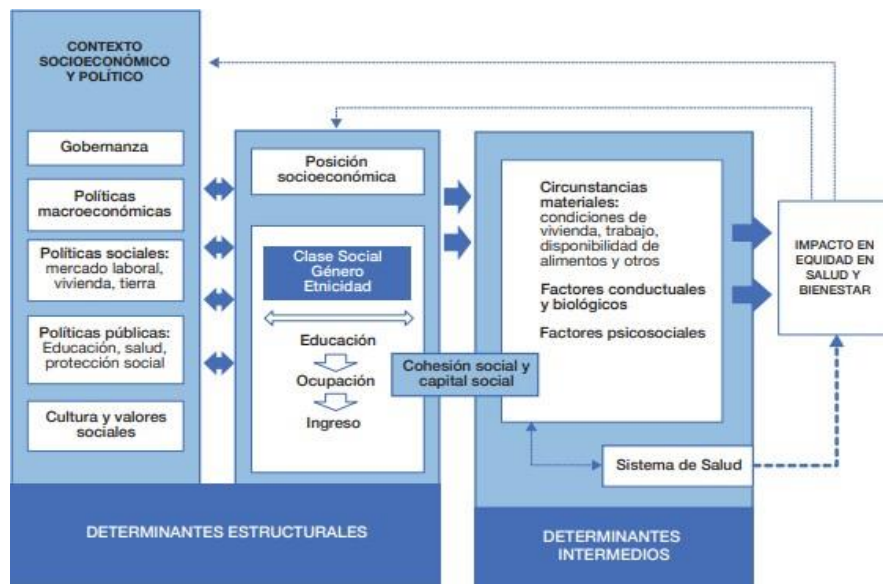 CONTEXTO
SOCIOECONÓMICO
Y POLÍTICO
Gobernanza
Políticas
macroeconómicas
Políticas sociales:
mercado laboral,
vivienda, tierra
Políticas públicas:
Educación, salud,
protección social
Cultura y valores
sociales
Posición
socioeconómica
Clase Social
Género
Etnicidad
Educación
Ocupación
Ingreso
Cohesión social y
capital social
Circunstancias
materiales:
condiciones de
vivienda, trabajo,
disponibilidad de
alimentos y otros
Factores conductuales
y biológicos
Factores psicosociales
Sistema de Salud
IMPACTO EN
EQUIDAD EN
SALUD Y
BIENESTAR
DETERMINANTES ESTRUCTURALES
DETERMINANTES
INTERMEDIOS